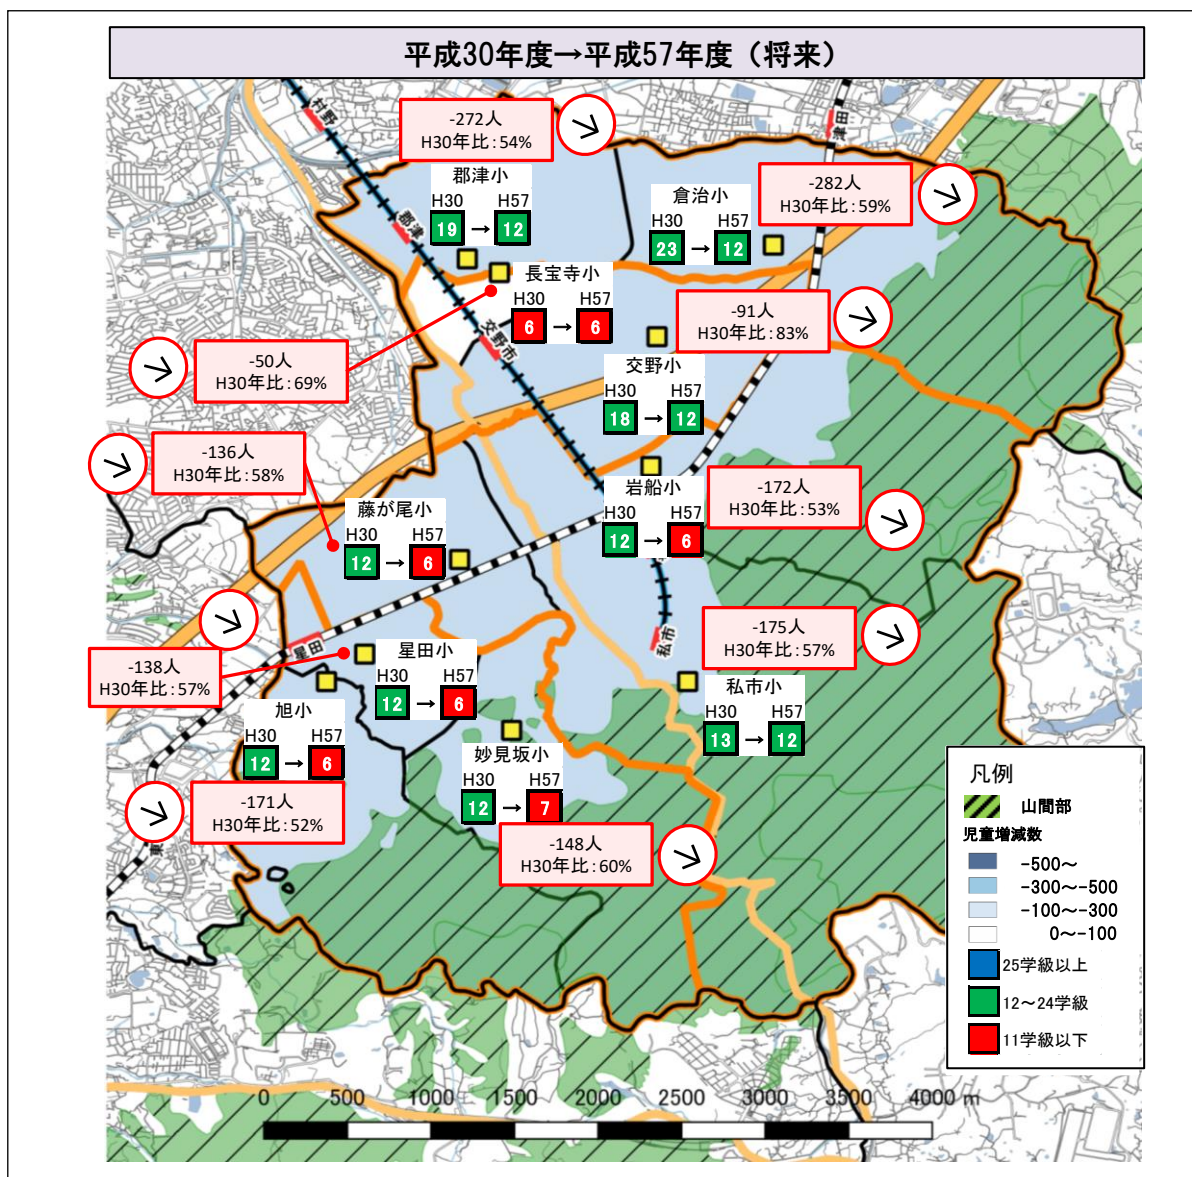 平成30年度→平成57年度（将来）
村野
津田
-272人
H30年比:54%
郡津小
H30 H57
19 → 12
郡津
倉治小
H30 H57
23 → 12
-282人
H30年比:59%
長宝寺小
H30 H57
6 → 6
交野市
-91人
H30年比:83%
-50人
H30年比:69%
交野小
H30 H57
18 → 12
-136人
H30年比:58%
岩船小
H30 H57
12 → 6
-172人
H30年比:53%
藤が尾小
H30 H57
12 → 6
私市
-175人
H30年比:57%
星田
-138人
H30年比:57%
星田小
H30 H57
12 → 6
私市小
H30 H57
13 → 12
旭小
H30 H57
12 → 6
妙見坂小
H30 H57
12 → 7
-171人
H30年比:52%
-148人
H30年比:60%
東
凡例
山間部
児童増減数
-500～
-300～-500
-100～-300
0～-100
25学級以上
12～24学級
11学級以下
0 500 1000 1500 2000 2500 3000 3500 4000 m